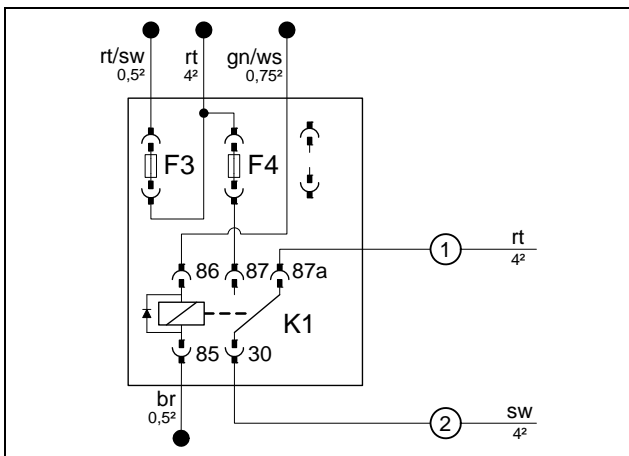 rt/sw rt gn/ws
0,5² 4² 0,75²
F3 F4
1 rt
4²
86 87 87a
K1
85 30
br
0,5²
2 sw
4²